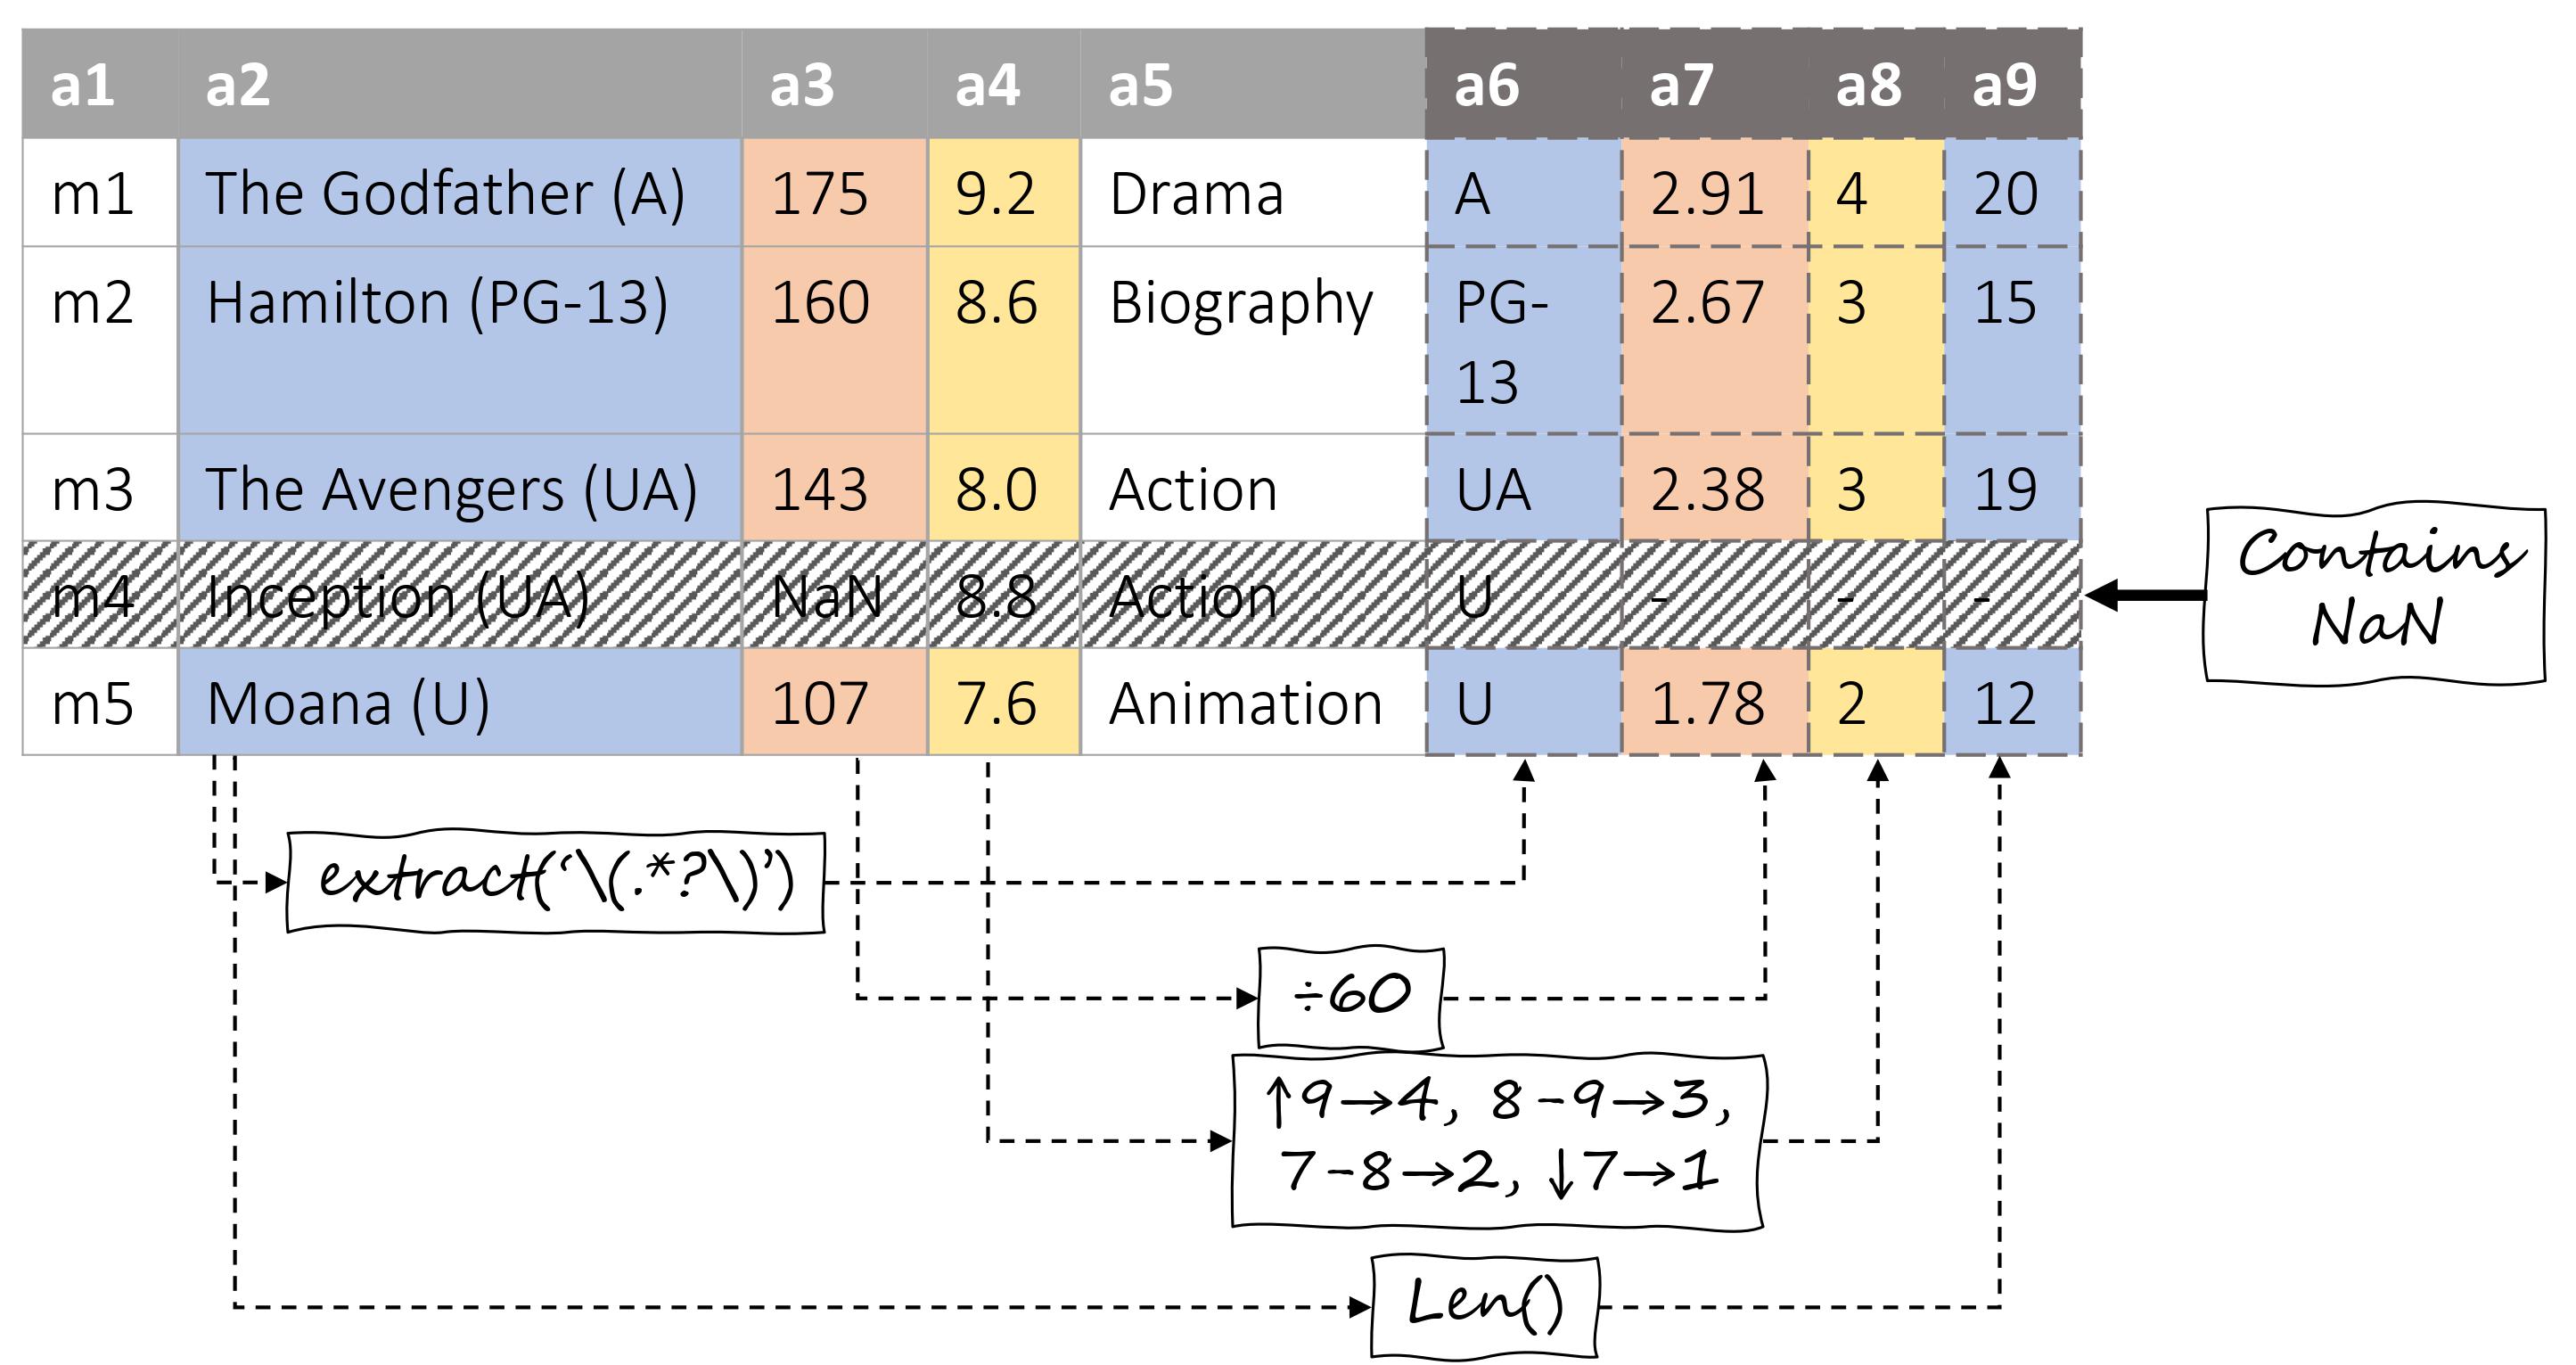 a1 a2 a3 a4 a5 a6 a7 a8 a9
m1 The Godfather (A) 175 9.2 Drama A 2.91 4 20
m2 Hamilton (PG-13) 160 8.6 Biography PG- 2.67 3 15
13
m3 The Avengers (UA) 143 8.0 Action UA 2.38 3 19
m4 Inception (UA) NaN 8.8 Action U - - -
m5 Moana (U) 107 7.6 Animation U 1.78 2 12
Contains
NaN
extract(‘\(.*?\)’)
÷60
↑9→4, 8-9→3,
7-8→2, ↓7→1
Len()